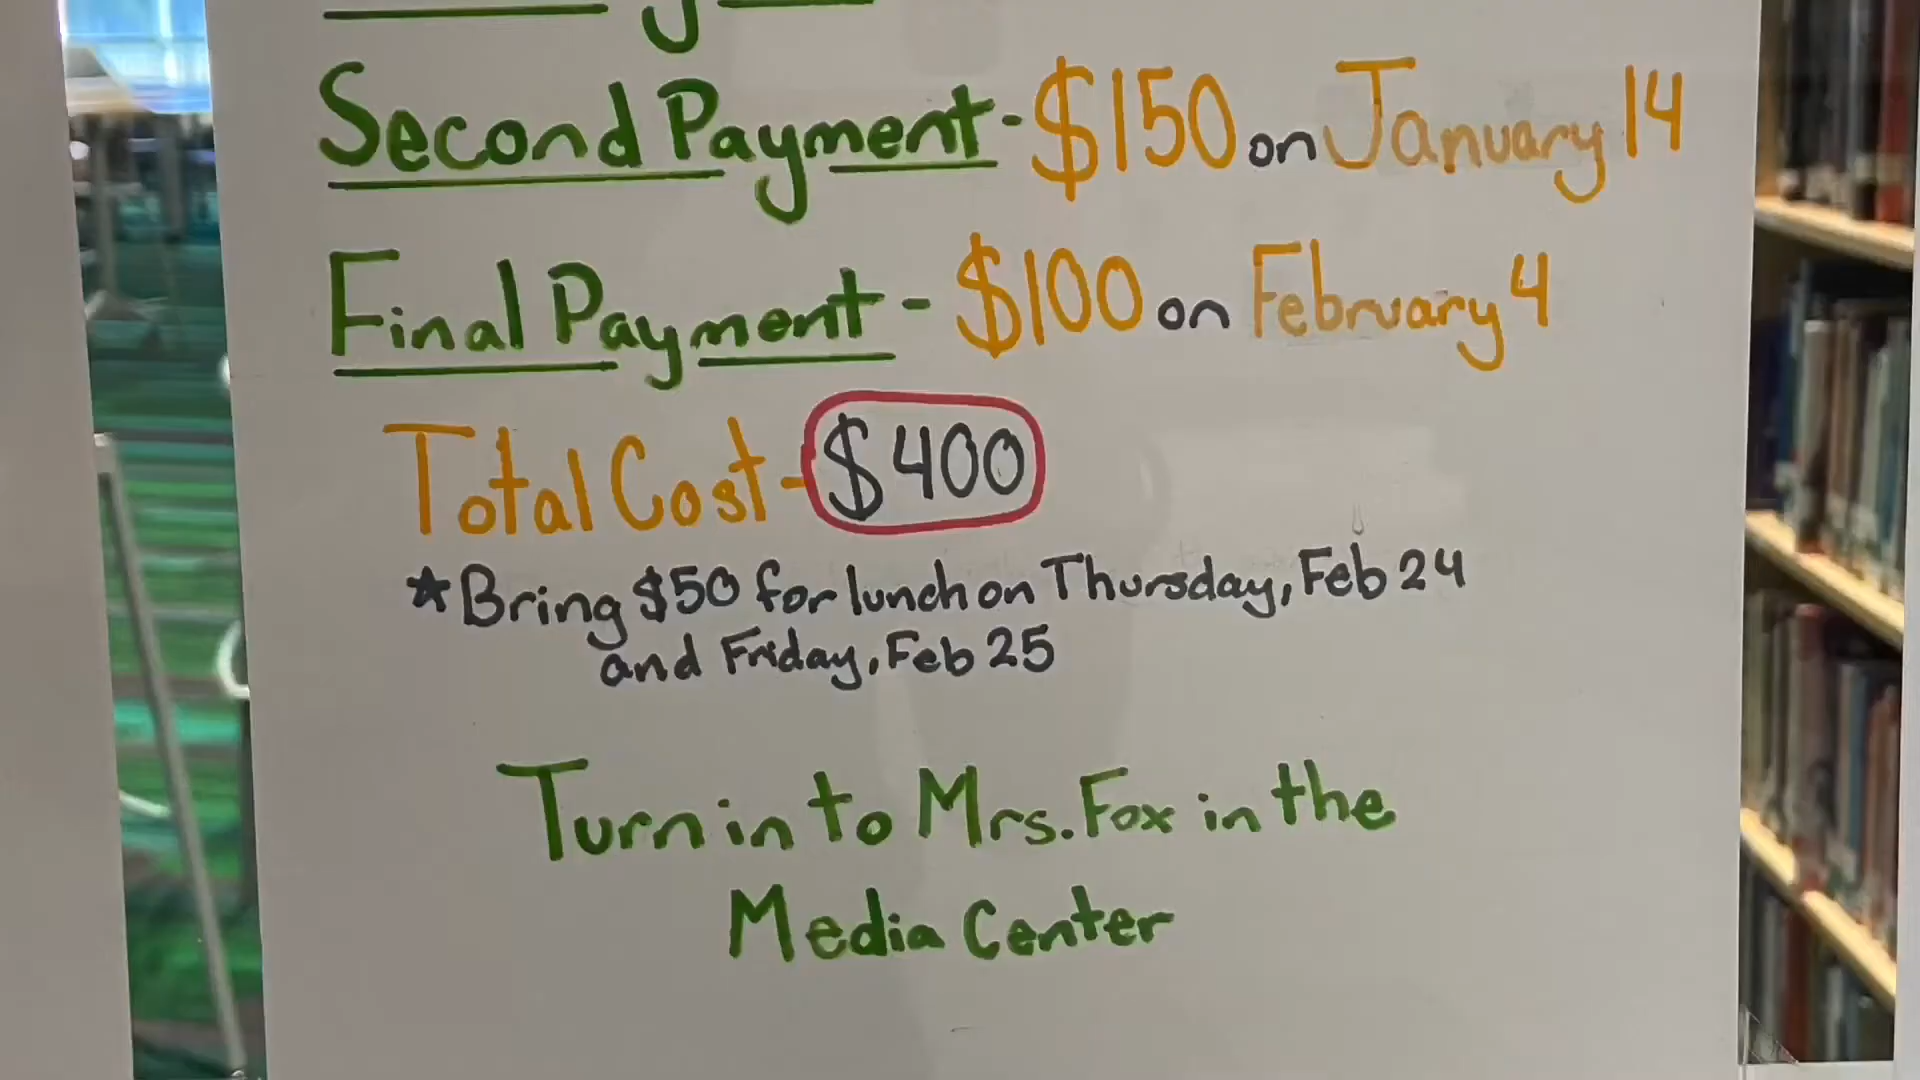 Second Payment - $150 on January 14
Final Payment - $100 on February 4
Total Cost - $400
*Bring $50 for lunch on Thursday, Feb 24
and Friday, Feb 25
Turn in to Mrs. Fox in the
Media Center